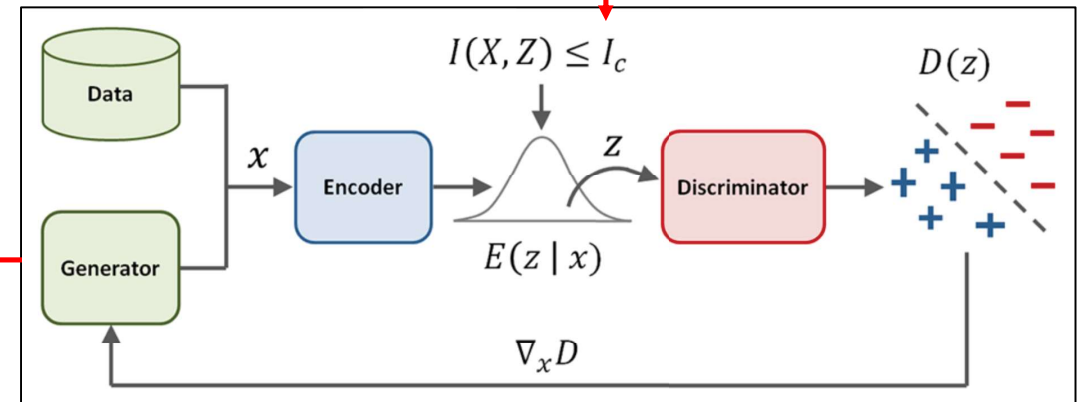 I(X, Z) ≤ I_c
D(z)
Data
x
Encoder
z
Discriminator
Generator
E(z | x)
∇_x D